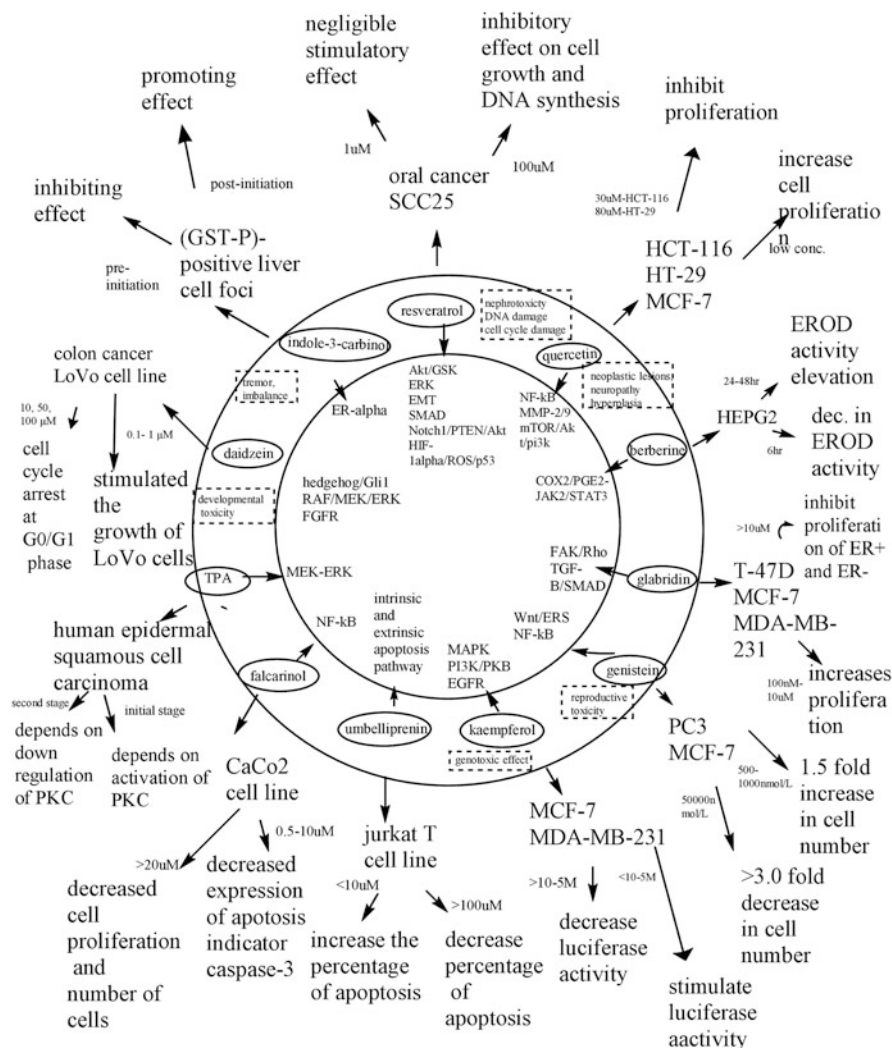 negligible
stimulatory
effect
inhibitory
effect on cell
growth and
DNA synthesis
promoting
effect
inhibit
proliferation
1uM
100uM
oral cancer
SCC25
increase
cell
proliferatio
n
inhibiting
effect
post-initiation
30uM-HCT-116
80uM-HT-29
low conc.
(GST-P)-
positive liver
cell foci
pre-
initiation
HCT-116
HT-29
MCF-7
resveratrol
nephrotoxicity
DNA damage
cell cycle damage
indole-3-carbinol
quercetin
EROD
activity
elevation
colon cancer
LoVo cell line
tremor,
imbalance
ER-alpha
Akt/GSK
ERK
EMT
SMAD
Notch1/PTEN/Akt
HIF-
1alpha/ROS/p53
NF-kB
MMP-2/9
mTOR/Ak
t/pi3k
neoplastic lesions
neuropathy
hyperplasia
24-48hr
HEPG2
6hr
dec. in
EROD
activity
10, 50,
100 μM
0.1- 1 μM
daidzein
berberine
cell
cycle
arrest
at
G0/G1
phase
stimulated
the
growth of
LoVo cells
developmental
toxicity
hedgehog/Gli1
RAF/MEK/ERK
FGFR
COX2/PGE2-
JAK2/STAT3
>10uM
inhibit
proliferati
on of ER+
and ER-
TPA
MEK-ERK
FAK/Rho
TGF-
B/SMAD
glabridin
T-47D
MCF-7
MDA-MB-
231
human epidermal
squamous cell
carcinoma
NF-kB
intrinsic
and
extrinsic
apoptosis
pathway
Wnt/ERS
NF-kB
MAPK
PI3K/PKB
EGFR
falcarinol
genistein
100nM-
10uM
increases
prolifera
tion
second stage
initial stage
reproductive
toxicity
depends on
down
regulation
of PKC
depends on
activation of
PKC
umbelliprenin
kaempferol
genotoxic effect
PC3
MCF-7
500-
1000nmol/L
1.5 fold
increase
in cell
number
CaCo2
cell line
50000n
mol/L
0.5-10uM
jurkat T
cell line
MCF-7
MDA-MB-231
>20uM
<10uM
>100uM
>10-5M
<10-5M
>3.0 fold
decrease
in cell
number
decreased
cell
proliferation
and
number of
cells
decreased
expression
of apotosis
indicator
caspase-3
increase the
percentage
of apoptosis
decrease
percentage
of
apoptosis
decrease
luciferase
activity
stimulate
luciferase
aactivity